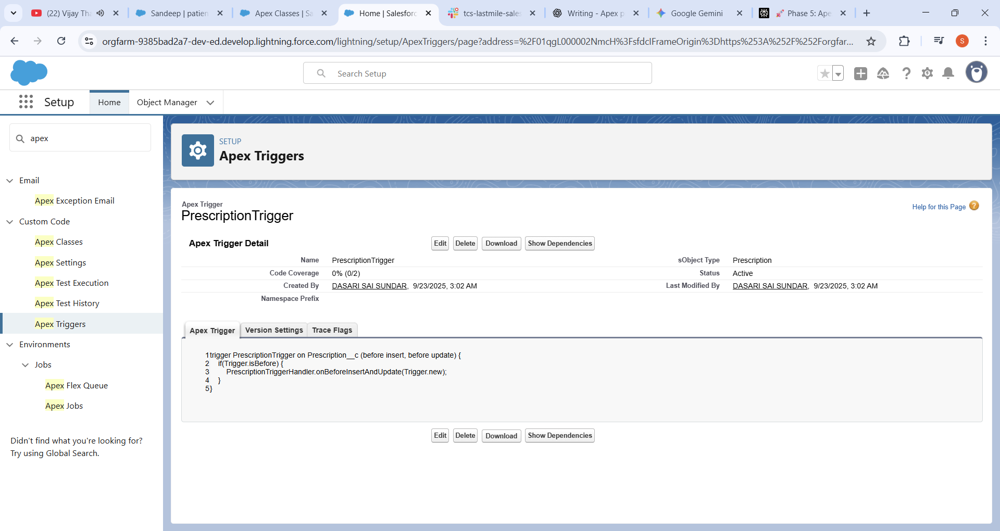 (22) Vijay Tha
Sandeep | patien
Apex Classes | Sa
Home | Salesforc
tcs-lastmile-sales
Writing - Apex p
Google Gemini
🚀 Phase 5: Ape
orgfarm-9385bad2a7-dev-ed.develop.lightning.force.com/lightning/setup/ApexTriggers/page?address=%2F01qgL000002NmcH%3FsfdcIFrameOrigin%3Dhttps%253A%252F%252Forgfar...
S
Search Setup
Setup
Home
Object Manager
apex
Email
Apex Exception Email
Custom Code
Apex Classes
Apex Settings
Apex Test Execution
Apex Test History
Apex Triggers
Environments
Jobs
Apex Flex Queue
Apex Jobs
Didn't find what you're looking for?
Try using Global Search.
SETUP
Apex Triggers
Apex Trigger
PrescriptionTrigger
Help for this Page ?
Apex Trigger Detail
Edit Delete Download Show Dependencies
Name PrescriptionTrigger sObject Type Prescription
Code Coverage 0% (0/2) Status Active
Created By DASARI SAI SUNDAR, 9/23/2025, 3:02 AM Last Modified By DASARI SAI SUNDAR, 9/23/2025, 3:02 AM
Namespace Prefix
Apex Trigger Version Settings Trace Flags
1trigger PrescriptionTrigger on Prescription__c (before insert, before update) {
2    if(Trigger.isBefore) {
3        PrescriptionTriggerHandler.onBeforeInsertAndUpdate(Trigger.new);
4    }
5}
Edit Delete Download Show Dependencies